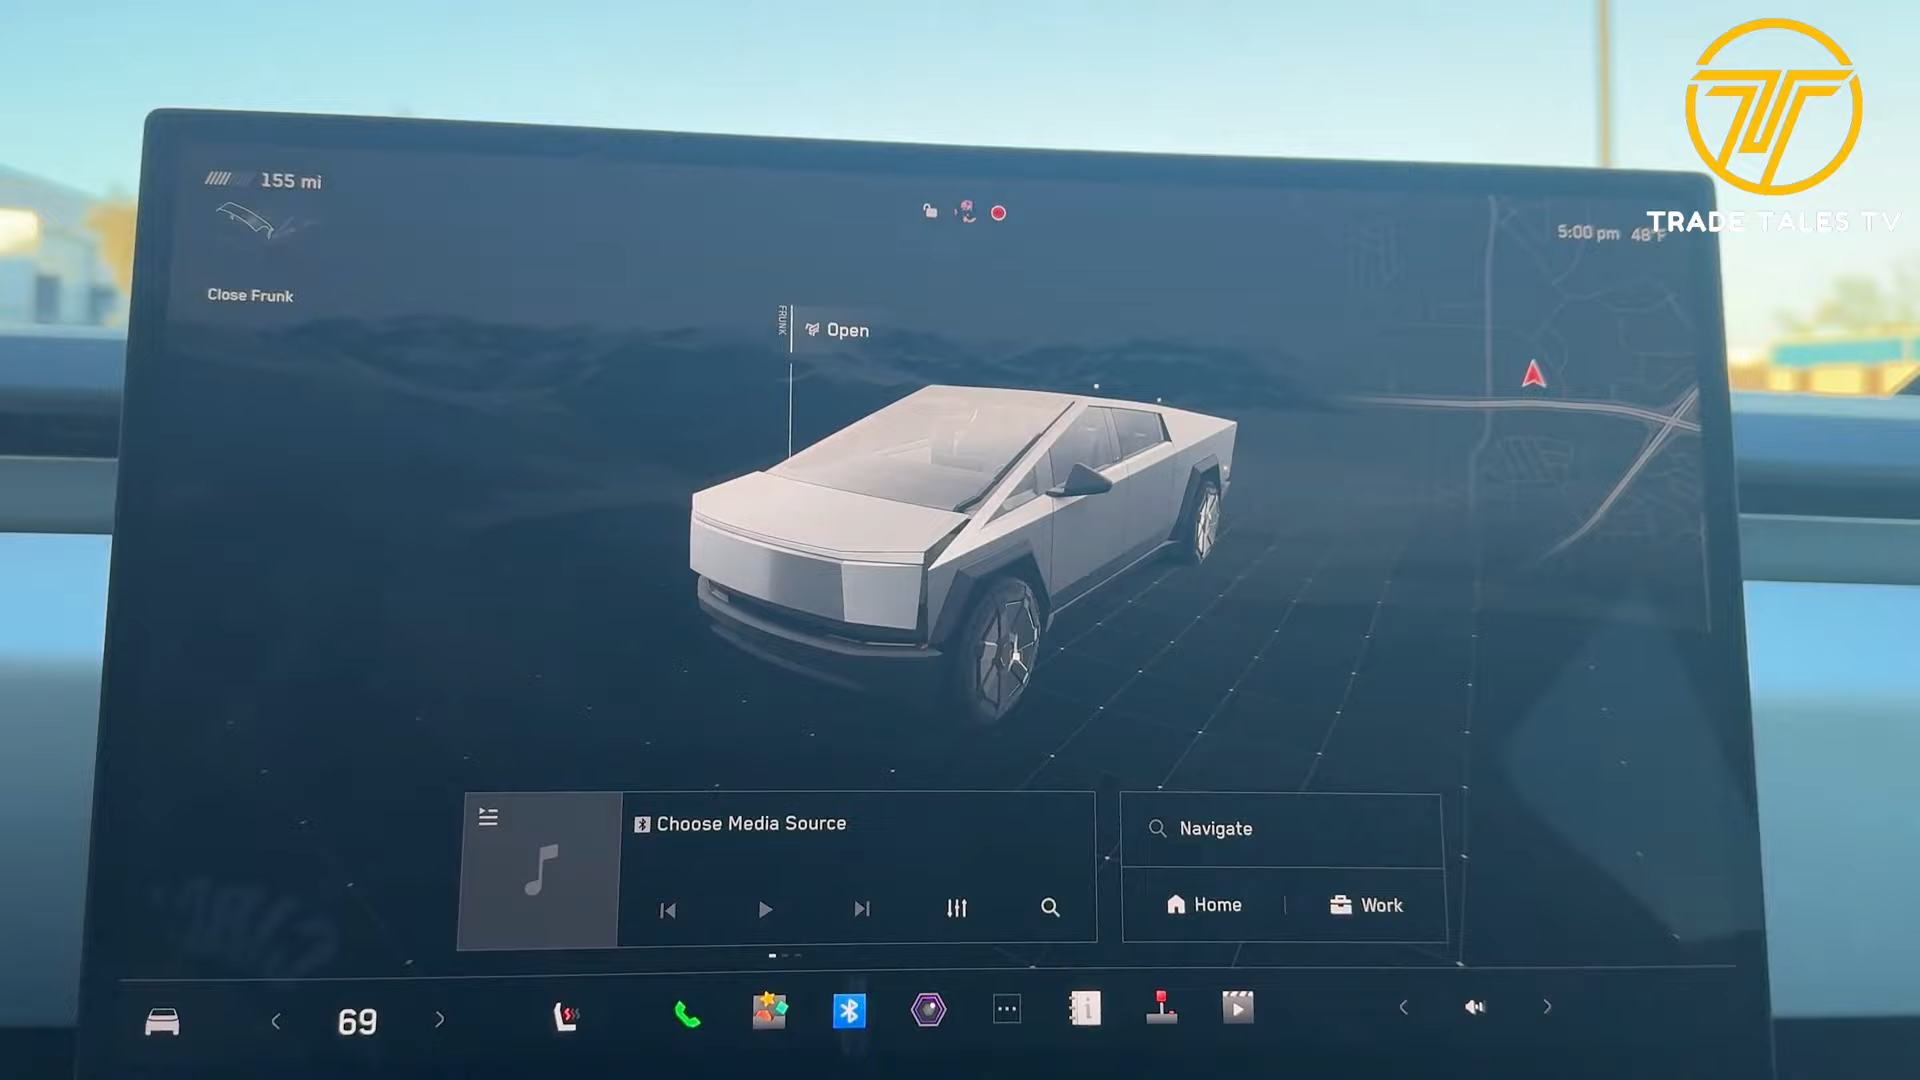 155 mi
TRADE TALES TV
5:00 pm 48°F
Close Frunk
FRUNK
Open
Choose Media Source
Navigate
Home
Work
69